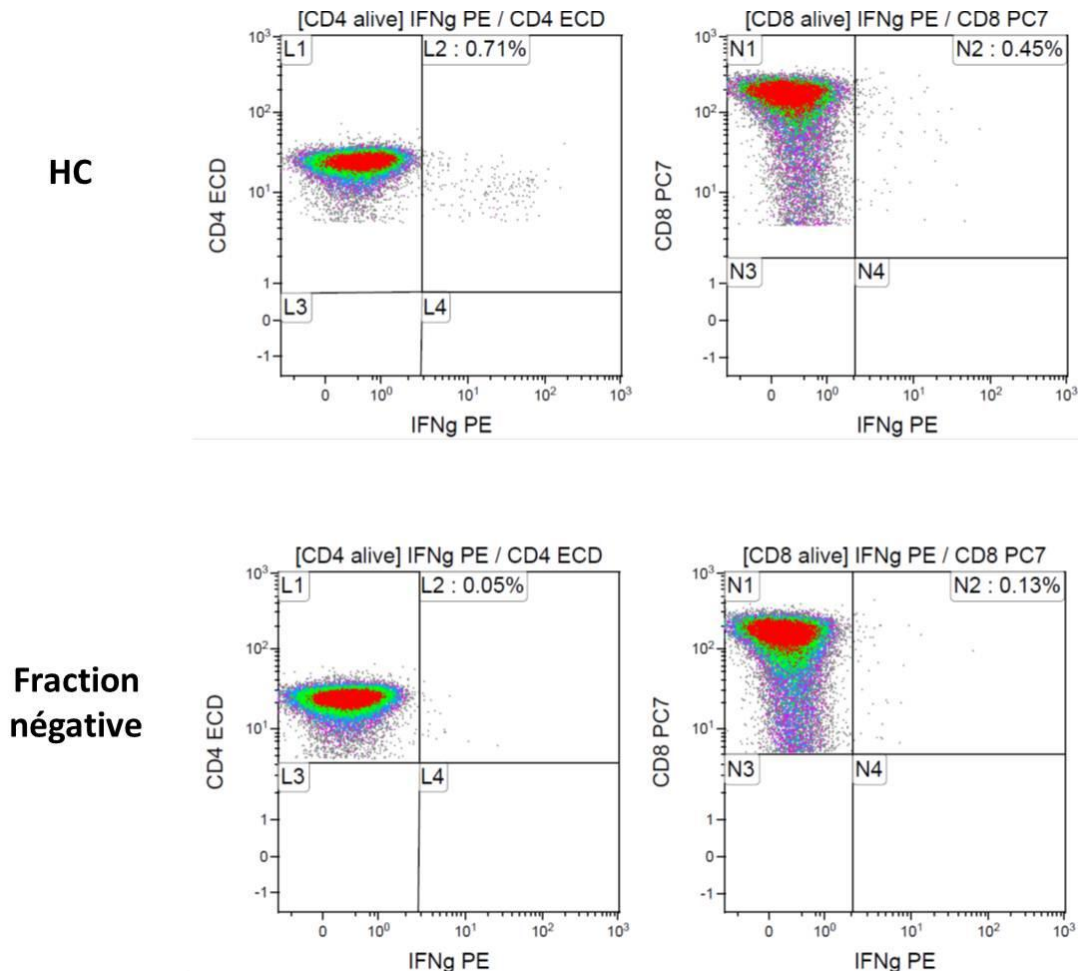 [CD4 alive] IFNg PE / CD4 ECD
10³
L1
L2 : 0.71%
10²
10¹
1
0
-1
CD4 ECD
L3
L4
0
10⁰
10¹
10²
10³
IFNg PE
HC
[CD8 alive] IFNg PE / CD8 PC7
10³
N1
N2 : 0.45%
10²
10¹
1
0
-1
CD8 PC7
N3
N4
0
10⁰
10¹
10²
10³
IFNg PE
Fraction
négative
[CD4 alive] IFNg PE / CD4 ECD
10³
L1
L2 : 0.05%
10²
10¹
1
0
-1
CD4 ECD
L3
L4
0
10⁰
10¹
10²
10³
IFNg PE
[CD8 alive] IFNg PE / CD8 PC7
10³
N1
N2 : 0.13%
10²
10¹
1
0
-1
CD8 PC7
N3
N4
0
10⁰
10¹
10²
10³
IFNg PE